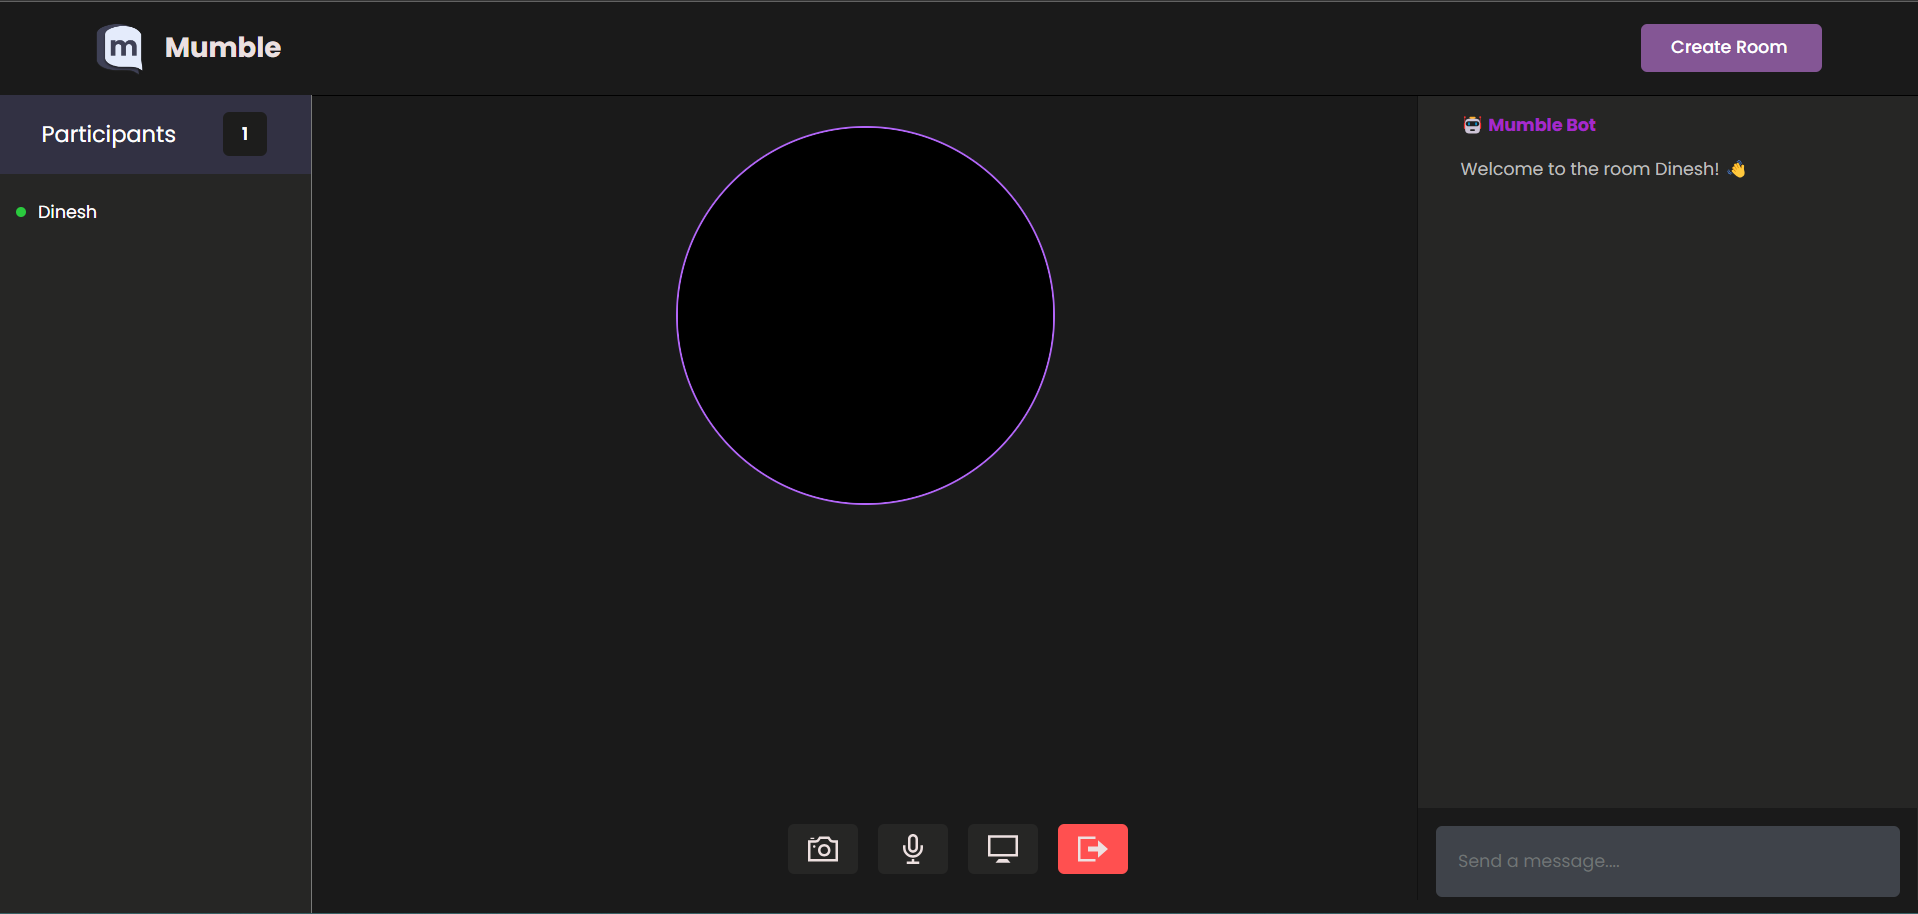 m Mumble
Create Room
Participants 1
Dinesh
🤖 Mumble Bot
Welcome to the room Dinesh! 👋
Send a message....